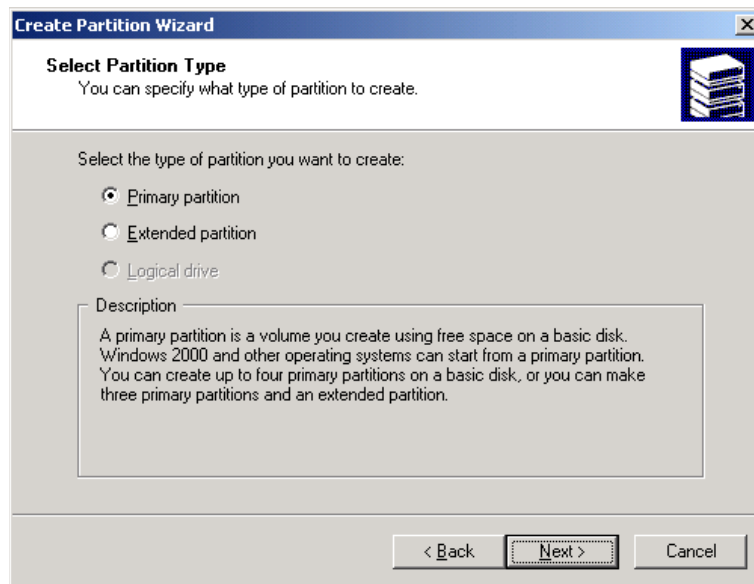 Create Partition Wizard
Select Partition Type
You can specify what type of partition to create.
Select the type of partition you want to create:
Primary partition
Extended partition
Logical drive
Description
A primary partition is a volume you create using free space on a basic disk.
Windows 2000 and other operating systems can start from a primary partition.
You can create up to four primary partitions on a basic disk, or you can make
three primary partitions and an extended partition.
< Back Next > Cancel